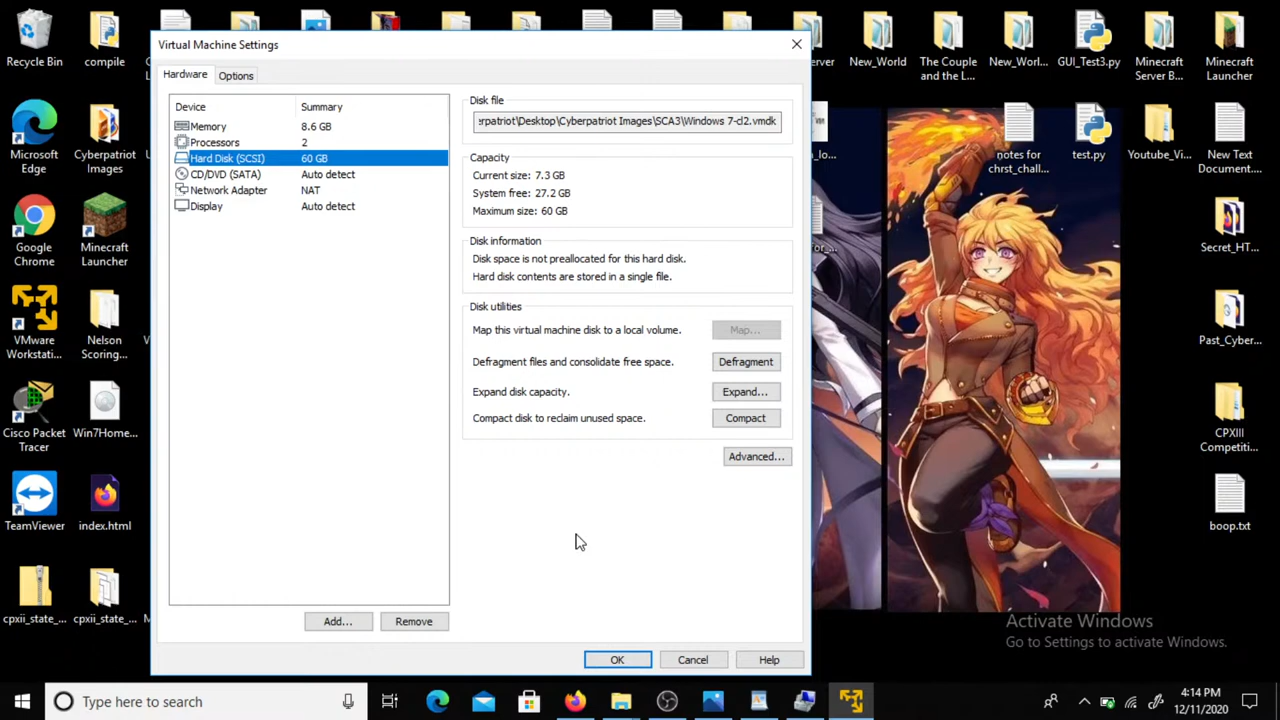 Virtual Machine Settings
Hardware
Options
Device
Summary
Memory
8.6 GB
Processors
2
Hard Disk (SCSI)
60 GB
CD/DVD (SATA)
Auto detect
Network Adapter
NAT
Display
Auto detect
Add...
Remove
Disk file
erpatriot\Desktop\Cyberpatriot Images\SCA3\Windows 7-cl2.vmdk
Capacity
Current size: 7.3 GB
System free: 27.2 GB
Maximum size: 60 GB
Disk information
Disk space is not preallocated for this hard disk.
Hard disk contents are stored in a single file.
Disk utilities
Map this virtual machine disk to a local volume.
Map...
Defragment files and consolidate free space.
Defragment
Expand disk capacity.
Expand...
Compact disk to reclaim unused space.
Compact
Advanced...
OK
Cancel
Help
Recycle Bin
compile
Microsoft
Edge
Cyberpatriot
Images
Google
Chrome
Minecraft
Launcher
VMware
Workstati...
Nelson
Scoring...
Cisco Packet
Tracer
Win7Home...
TeamViewer
index.html
cpxii_state_...
cpxii_state_...
New_World
The Couple
and the L...
New_Worl...
GUI_Test3.py
Minecraft
Server B...
Minecraft
Launcher
notes for
chrst_chall...
test.py
Youtube_Vi...
New Text
Document....
Secret_HT...
Past_Cyber...
CPXIII
Competiti...
boop.txt
Activate Windows
Go to Settings to activate Windows.
Type here to search
4:14 PM
12/11/2020